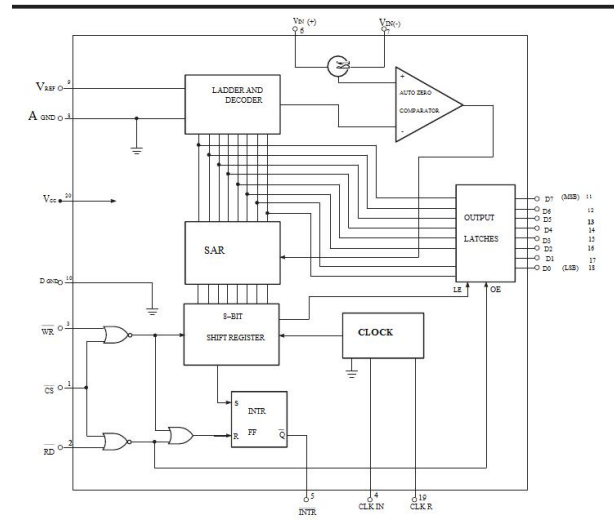 VIN (+)
6
VIN(-)
7
VREF
9
A GND
8
VCC
20
D GND
10
WR
3
CS
1
RD
2
LADDER AND
DECODER
+
AUTO ZERO
COMPARATOR
-
SAR
OUTPUT
LATCHES
D7 (MSB) 11
D6 12
D5 13
D4 14
D3 15
D2 16
D1 17
D0 (LSB) 18
LE
OE
8-BIT
SHIFT REGISTER
CLOCK
S
INTR
FF
R
Q
5
INTR
4
CLK IN
19
CLK R